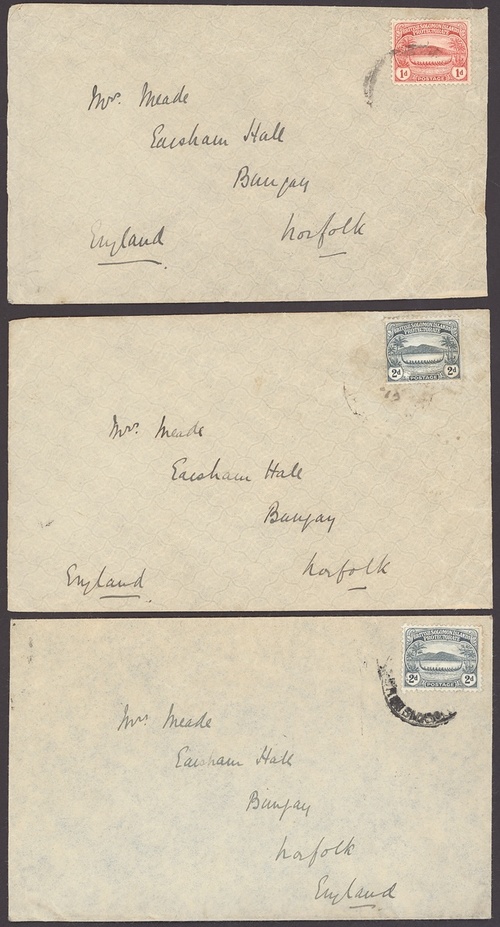 BRITISH SOLOMON ISLANDS
PROTECTORATE
1d 1d
POSTAGE
Mrs. Meade
Earsham Hall
Bungay
Norfolk
England
BRITISH SOLOMON ISLANDS
PROTECTORATE
2d 2d
POSTAGE
Mrs. Meade
Earsham Hall
Bungay
Norfolk
England
BRITISH SOLOMON ISLANDS
PROTECTORATE
2d 2d
POSTAGE
Mrs Meade
Earsham Hall
Bungay
Norfolk
England